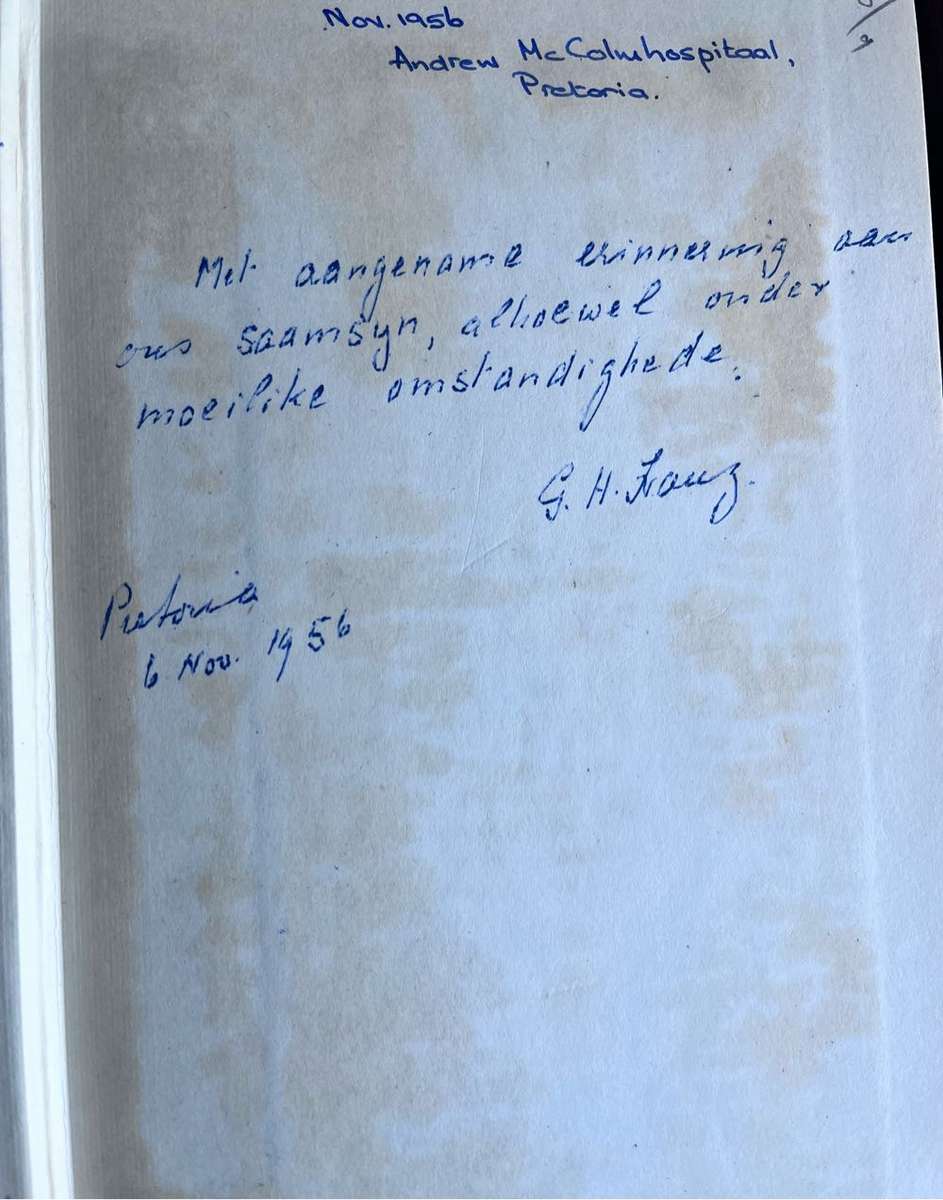 Nov. 1956
Andrew McColmhospitaal,
Pretoria.
Met aangename erinnering aan
ons saamsyn, alhoewel onder
moeilike omstandighede.
G. H. Franz.
Pretoria
6 Nov. 1956